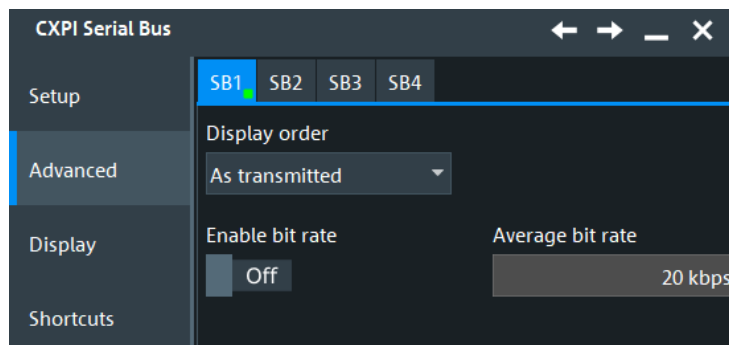 CXPI Serial Bus
Setup
Advanced
Display
Shortcuts
SB1 SB2 SB3 SB4
Display order
As transmitted
Enable bit rate
Off
Average bit rate
20 kbps